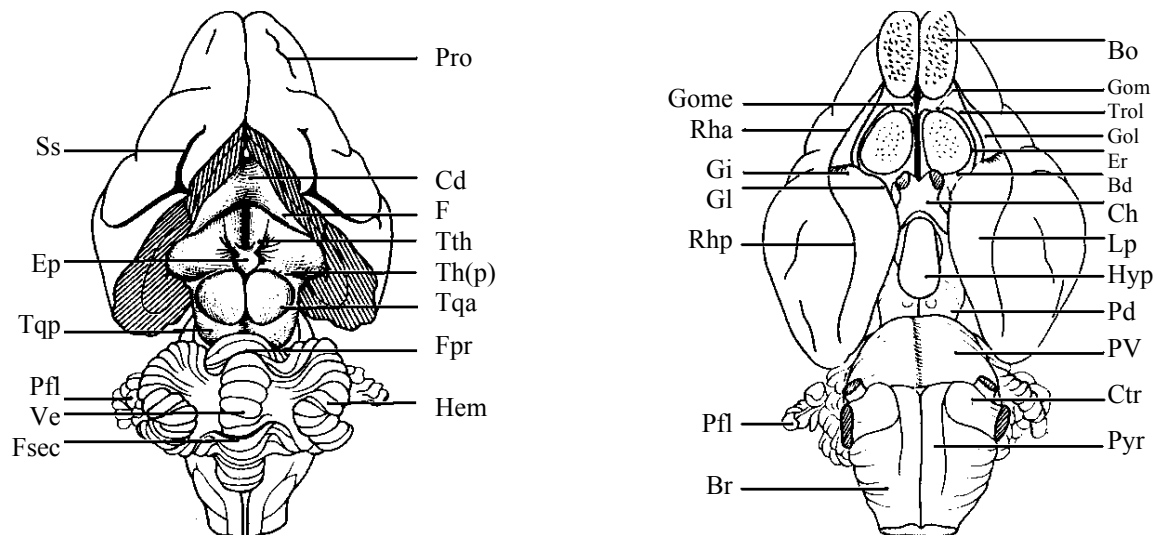 Pro
Ss
Cd
F
Tth
Ep
Th(p)
Tqa
Tqp
Fpr
Pfl
Ve
Hem
Fsec
Bo
Gom
Gome
Trol
Rha
Gol
Er
Gi
Bd
Gl
Ch
Rhp
Lp
Hyp
Pd
PV
Ctr
Pfl
Pyr
Br